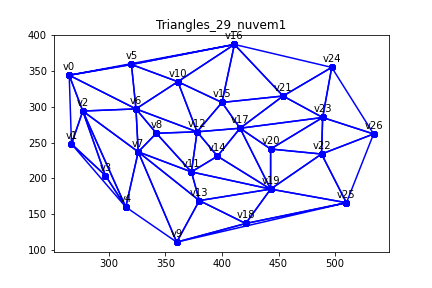 Triangles_29_nuvem1
400
350
300
250
200
150
100
300
350
400
450
500
v16
v5
v24
v0
v10
v21
v15
v2
v6
v23
v12
v17
v8
v26
v1
v7
v14
v20
v22
v11
v3
v19
v13
v4
v25
v18
v9